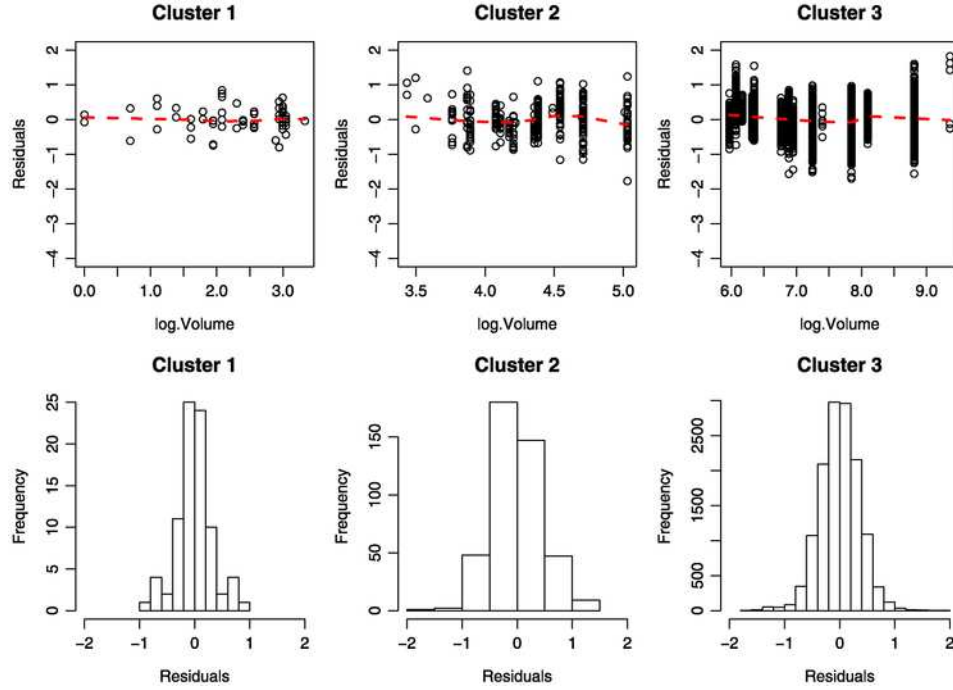 Cluster 1 Cluster 2 Cluster 3
2 2 2
1 1 1
0 0 0
−1 −1 −1
−2 −2 −2
−3 −3 −3
−4 −4 −4
Residuals Residuals Residuals
0.0 1.0 2.0 3.0 3.5 4.0 4.5 5.0 6.0 7.0 8.0 9.0
log.Volume log.Volume log.Volume
Cluster 1 Cluster 2 Cluster 3
25 20 15 10 5 0
150 100 50 0
2500 1500 500 0
Frequency Frequency Frequency
−2 −1 0 1 2 −2 −1 0 1 2 −2 −1 0 1 2
Residuals Residuals Residuals